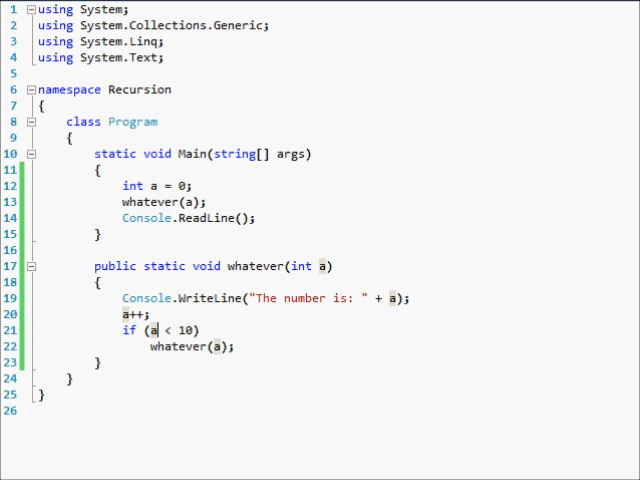 1 using System;
2 using System.Collections.Generic;
3 using System.Linq;
4 using System.Text;
5
6 namespace Recursion
7 {
8 class Program
9 {
10 static void Main(string[] args)
11 {
12 int a = 0;
13 whatever(a);
14 Console.ReadLine();
15 }
16
17 public static void whatever(int a)
18 {
19 Console.WriteLine("The number is: " + a);
20 a++;
21 if (a < 10)
22 whatever(a);
23 }
24 }
25 }
26